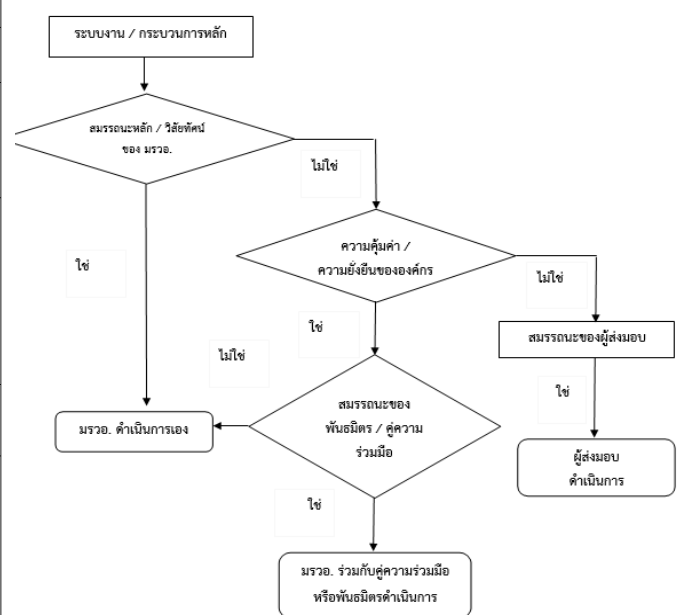 ระบบงาน / กระบวนการหลัก
สมรรถนะหลัก / วิสัยทัศน์
ของ มรวอ.
ไม่ใช่
ความคุ้มค่า /
ความยั่งยืนขององค์กร
ใช่
ไม่ใช่
ใช่
สมรรถนะของผู้ส่งมอบ
ไม่ใช่
สมรรถนะของ
พันธมิตร / คู่ความ
ร่วมมือ
ใช่
มรวอ. ดำเนินการเอง
ผู้ส่งมอบ
ดำเนินการ
ใช่
มรวอ. ร่วมกับคู่ความร่วมมือ
หรือพันธมิตรดำเนินการ